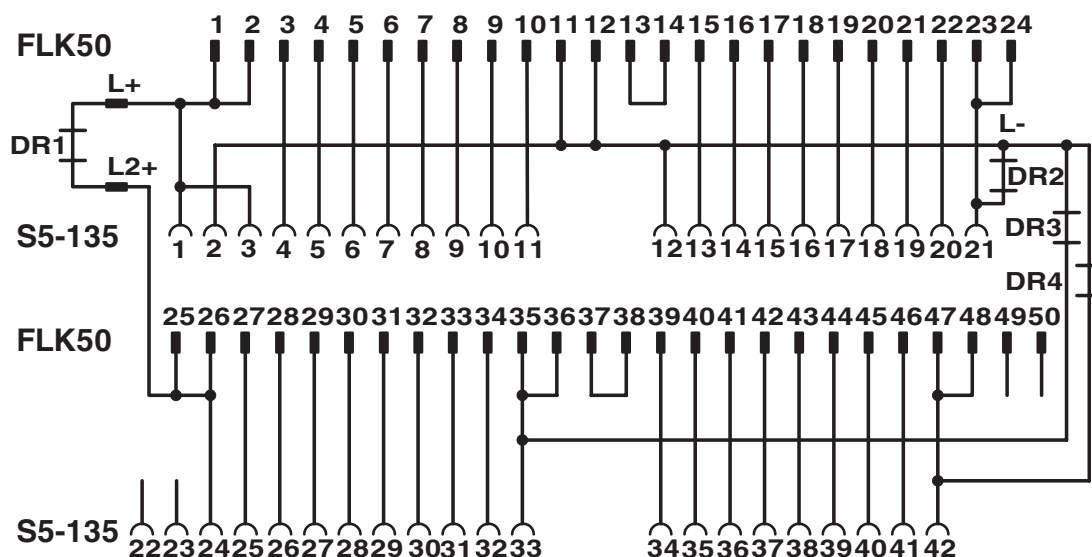 FLK50 1 2 3 4 5 6 7 8 9 10 11 12 13 14 15 16 17 18 19 20 21 22 23 24
L+ L-
DR1 DR2
L2+
S5-135 1 2 3 4 5 6 7 8 9 10 11 12 13 14 15 16 17 18 19 20 21 DR3
DR4
FLK50 25 26 27 28 29 30 31 32 33 34 35 36 37 38 39 40 41 42 43 44 45 46 47 48 49 50
S5-135 22 23 24 25 26 27 28 29 30 31 32 33 34 35 36 37 38 39 40 41 42